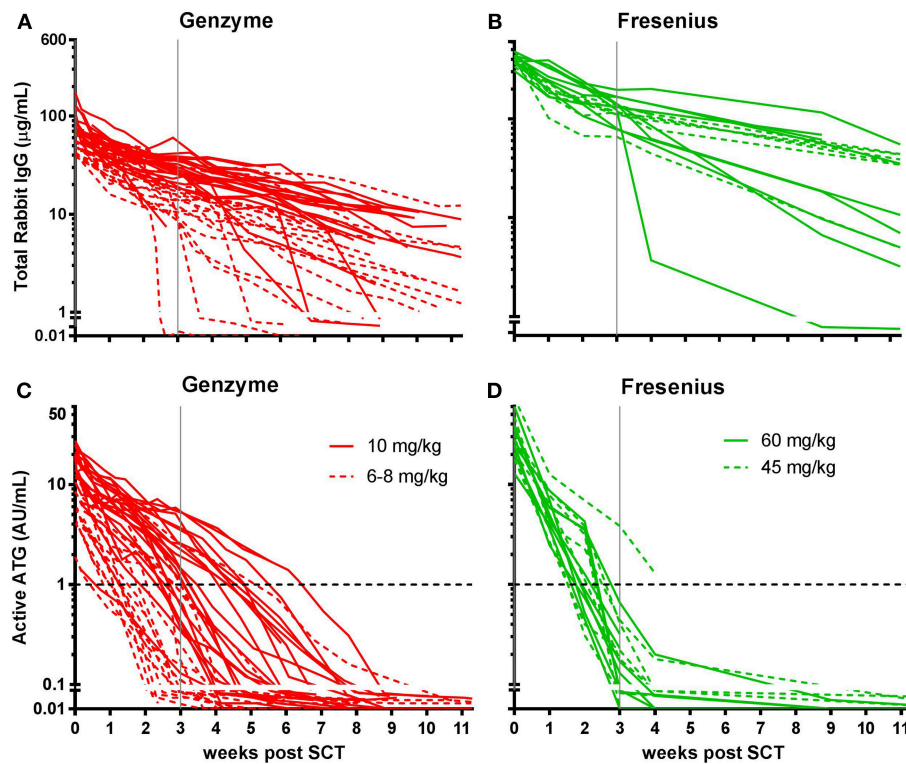 A Genzyme
B Fresenius
Total Rabbit IgG (µg/mL)
600
100
10
1
0.01
C Genzyme
D Fresenius
Active ATG (AU/mL)
50
10
1
0.1
0.01
10 mg/kg
6-8 mg/kg
60 mg/kg
45 mg/kg
0 1 2 3 4 5 6 7 8 9 10 11
0 1 2 3 4 5 6 7 8 9 10 11
weeks post SCT
weeks post SCT